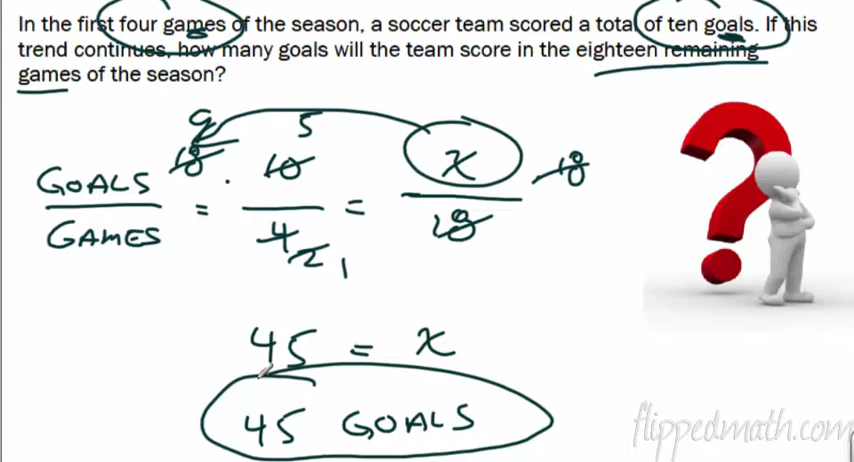 In the first four games of the season, a soccer team scored a total of ten goals. If this
trend continues, how many goals will the team score in the eighteen remaining
games of the season?
9 5
18 · 10 x 18
GOALS = =
GAMES 4 18
2 1
45 = x
45 GOALS
flippedmath.com